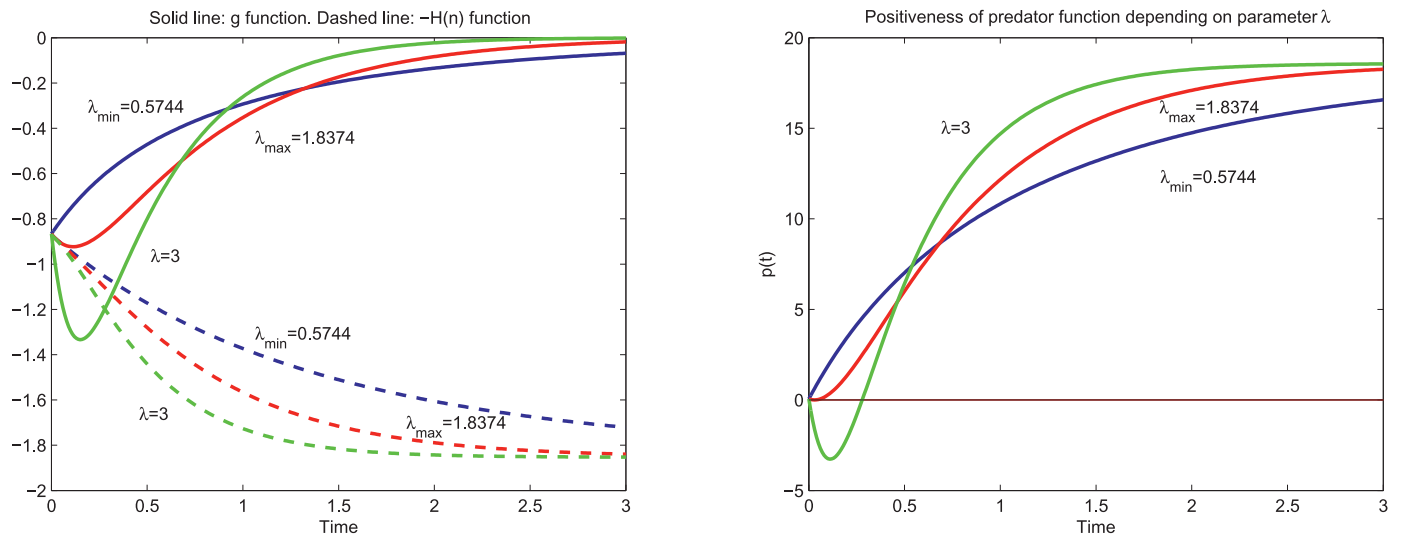 Solid line: g function. Dashed line: −H(n) function
0
−0.2
−0.4
−0.6
−0.8
−1
−1.2
−1.4
−1.6
−1.8
−2
λmin=0.5744
λmax=1.8374
λ=3
λmin=0.5744
λmax=1.8374
λ=3
0 0.5 1 1.5 2 2.5 3
Time
Positiveness of predator function depending on parameter λ
20
15
10
5
0
−5
p(t)
λ=3
λmax=1.8374
λmin=0.5744
0 0.5 1 1.5 2 2.5 3
Time